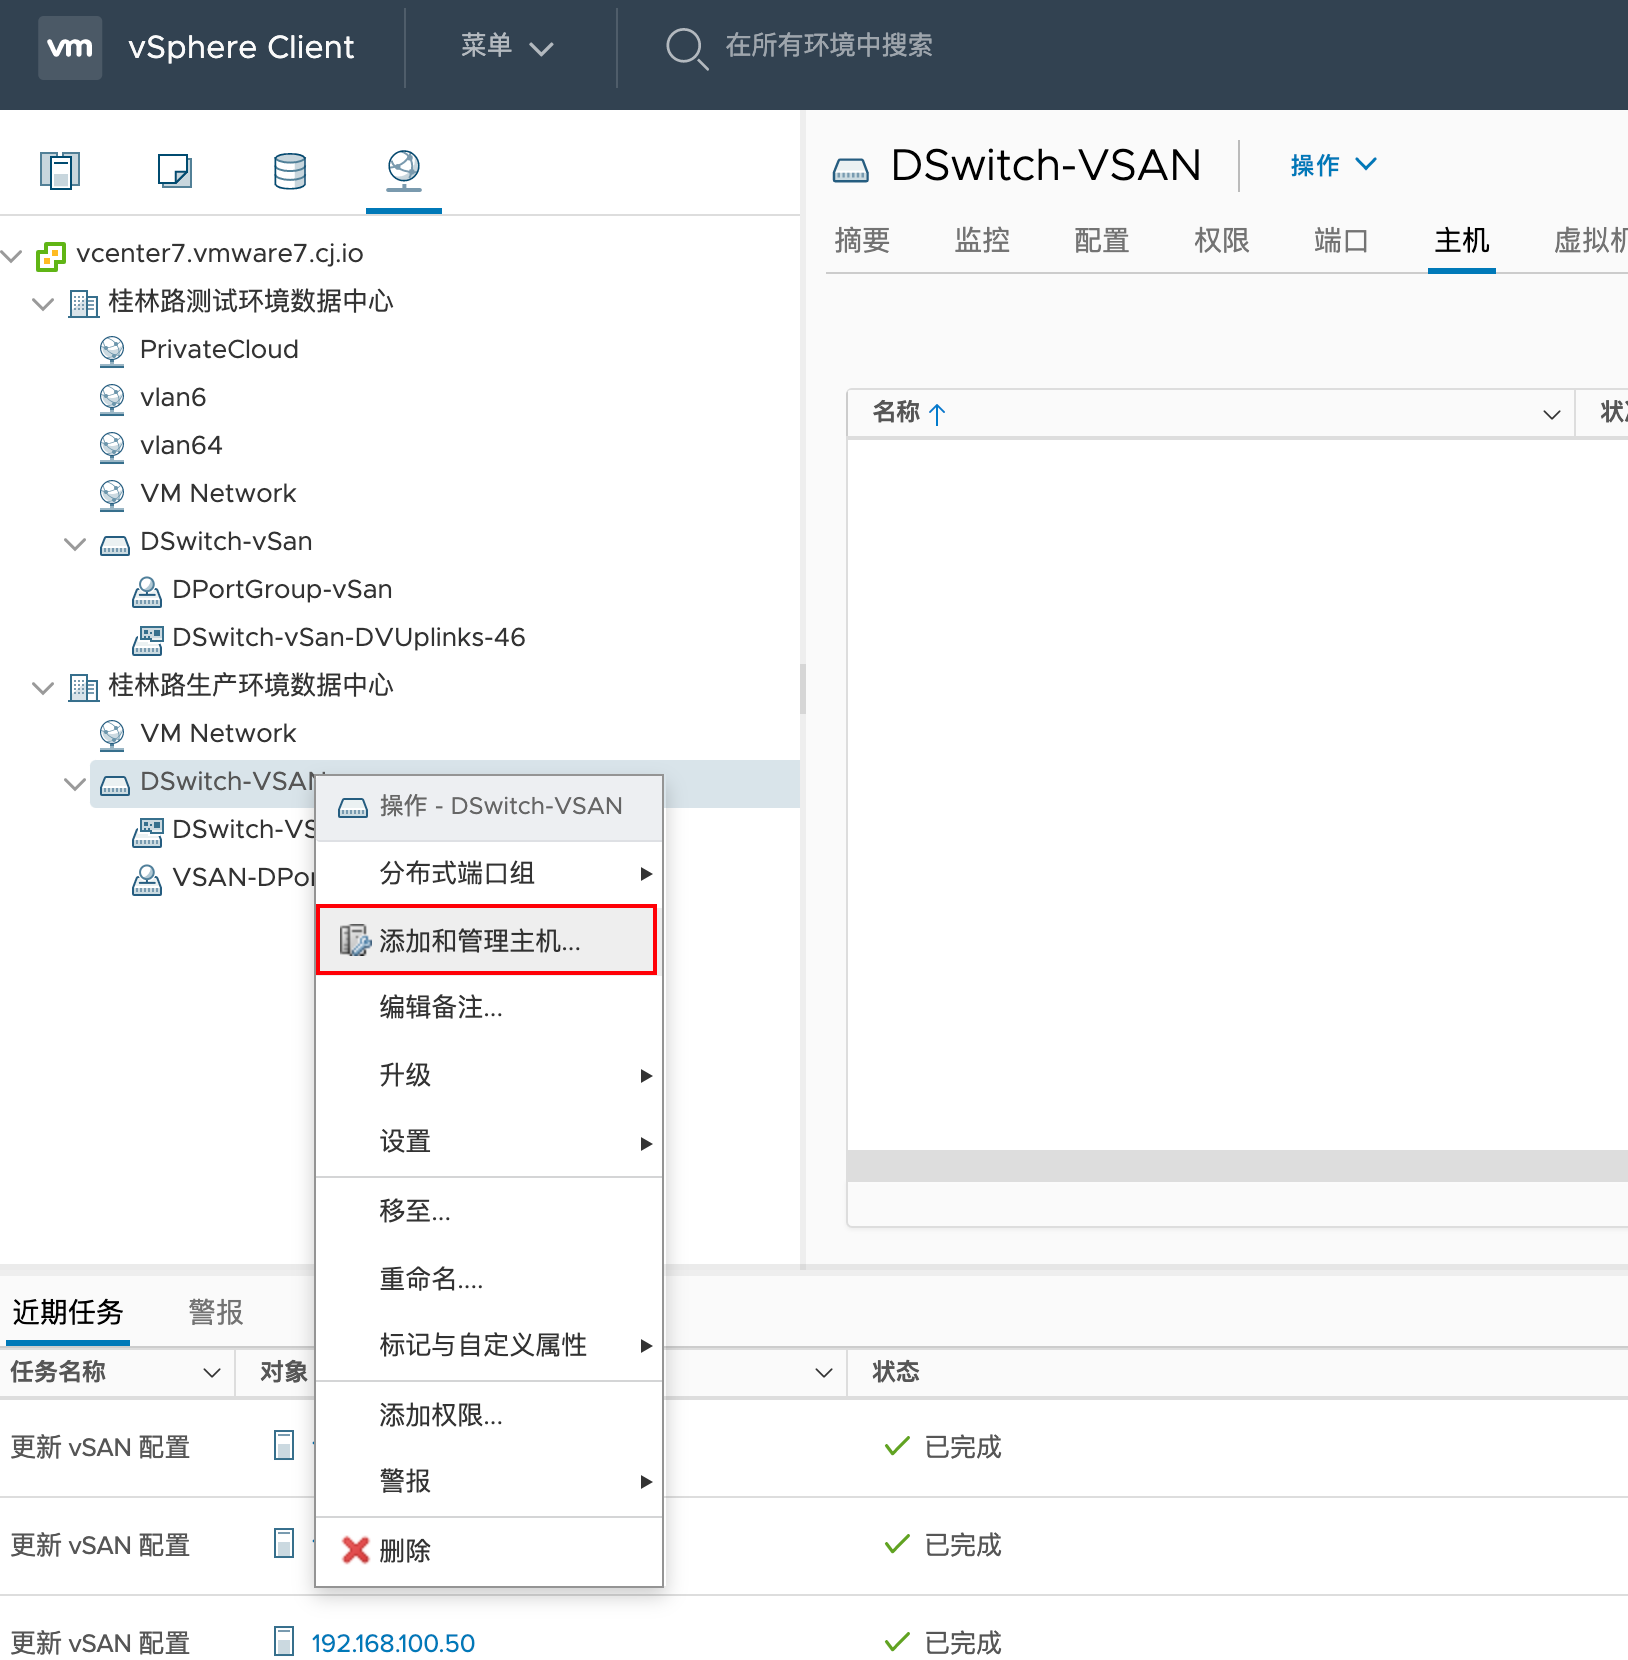 vm vSphere Client 菜单 在所有环境中搜索
DSwitch-VSAN 操作
摘要 监控 配置 权限 端口 主机 虚拟机
vcenter7.vmware7.cj.io
桂林路测试环境数据中心
PrivateCloud
vlan6
vlan64
VM Network
DSwitch-vSan
DPortGroup-vSan
DSwitch-vSan-DVUplinks-46
桂林路生产环境数据中心
VM Network
DSwitch-VSAN
DSwitch-VS
VSAN-DPor
名称
操作 - DSwitch-VSAN
分布式端口组
添加和管理主机...
编辑备注...
升级
设置
移至...
重命名....
标记与自定义属性
添加权限...
警报
删除
近期任务 警报
任务名称 对象 状态
更新 vSAN 配置 已完成
更新 vSAN 配置 已完成
更新 vSAN 配置 192.168.100.50 已完成